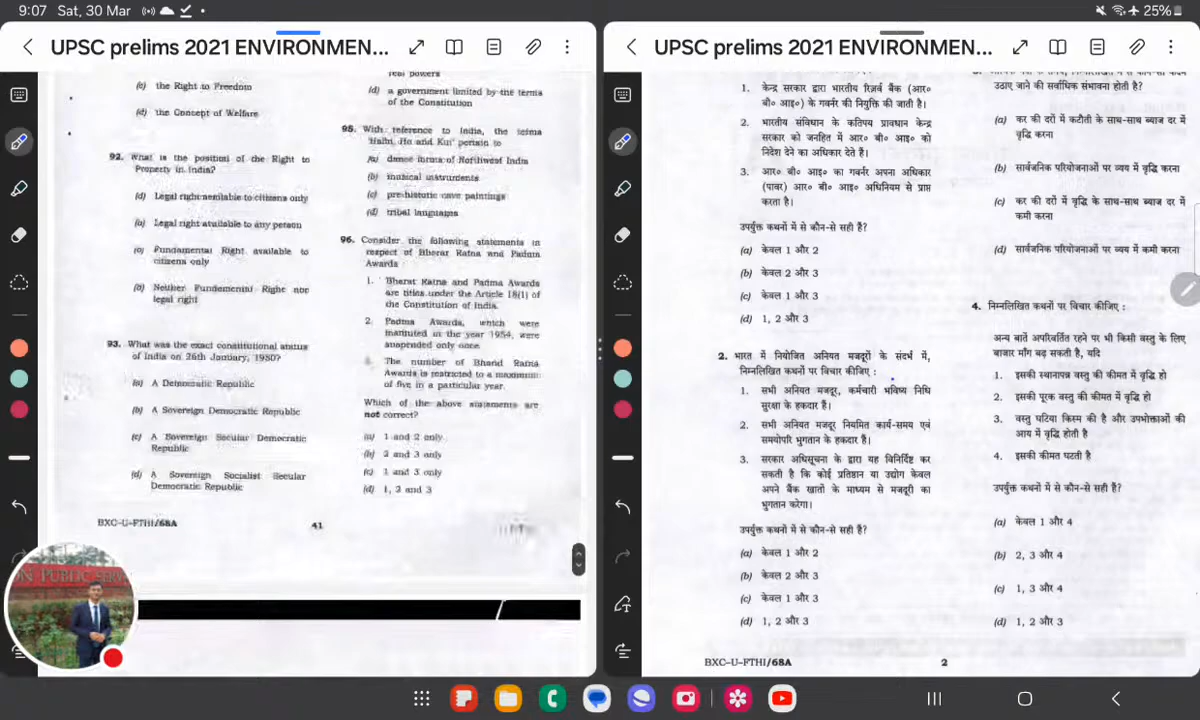 9:07 Sat, 30 Mar
25%
UPSC prelims 2021 ENVIRONMEN...
(c) the Right to Freedom
(d) the Concept of Welfare
92. What is the position of the Right to
Property in India?
(a) Legal right available to citizens only
(b) Legal right available to any person
(c) Fundamental Right available to
citizens only
(d) Neither Fundamental Right nor
legal right
93. What was the exact constitutional status
of India on 26th January, 1950?
(a) A Democratic Republic
(b) A Sovereign Democratic Republic
(c) A Sovereign Secular Democratic
Republic
(d) A Sovereign Socialist Secular
Democratic Republic
real powers
(d) a government limited by the terms
of the Constitution
95. With reference to India, the terms
'Halbi, Ho and Kui' pertain to
(a) dance forms of Northwest India
(b) musical instruments
(c) pre-historic cave paintings
(d) tribal languages
96. Consider the following statements in
respect of Bharat Ratna and Padma
Awards
1. Bharat Ratna and Padma Awards
are titles under the Article 18(1) of
the Constitution of India.
2. Padma Awards, which were
instituted in the year 1954, were
suspended only once.
The number of Bharat Ratna
Awards is restricted to a maximum
of five in a particular year.
Which of the above statements are
not correct?
(a) 1 and 2 only
(b) 2 and 3 only
(c) 1 and 3 only
(d) 1, 2 and 3
BXC-U-FTHI/68A
41
UPSC prelims 2021 ENVIRONMEN...
1. केन्द्र सरकार द्वारा भारतीय रिज़र्व बैंक (आर०
बी० आइ०) के गवर्नर की नियुक्ति की जाती है।
2. भारतीय संविधान के कतिपय प्रावधान केन्द्र
सरकार को जनहित में आर० बी० आइ० को
निदेश देने का अधिकार देते हैं।
3. आर० बी० आइ० का गवर्नर अपना अधिकार
(पावर) आर० बी० आइ० अधिनियम से प्राप्त
करता है।
उपर्युक्त कथनों में से कौन-से सही है?
(a) केवल 1 और 2
(b) केवल 2 और 3
(c) केवल 1 और 3
(d) 1, 2 और 3
2. भारत में नियोजित अनियत मजदूरों के संदर्भ में,
निम्नलिखित कथनों पर विचार कीजिए :
1. सभी अनियत मजदूर, कर्मचारी भविष्य निधि
सुरक्षा के हकदार हैं।
2. सभी अनियत मजदूर नियमित कार्य-समय एवं
समयोपरि भुगतान के हकदार हैं।
3. सरकार अधिसूचना के द्वारा यह विनिर्दिष्ट कर
सकती है कि कोई प्रतिष्ठान या उद्योग केवल
अपने बैंक खातों के माध्यम से मजदूरी का
भुगतान करेगा।
उपर्युक्त कथनों में से कौन-से सही हैं?
(a) केवल 1 और 2
(b) केवल 2 और 3
(c) केवल 1 और 3
(d) 1, 2 और 3
उठाए जाने की सर्वाधिक संभावना होती है?
(a) कर की दरों में कटौती के साथ-साथ ब्याज दर में
वृद्धि करना
(b) सार्वजनिक परियोजनाओं पर व्यय में वृद्धि करना
(c) कर की दरों में वृद्धि के साथ-साथ ब्याज दर में
कमी करना
(d) सार्वजनिक परियोजनाओं पर व्यय में कमी करना
4. निम्नलिखित कथनों पर विचार कीजिए :
अन्य बातें अपरिवर्तित रहने पर भी किसी वस्तु के लिए
बाजार माँग बढ़ सकती है, यदि
1. इसकी स्थानापन्न वस्तु की कीमत में वृद्धि हो
2. इसकी पूरक वस्तु की कीमत में वृद्धि हो
3. वस्तु घटिया किस्म की है और उपभोक्ताओं की
आय में वृद्धि होती है
4. इसकी कीमत घटती है
उपर्युक्त कथनों में से कौन-से सही हैं?
(a) केवल 1 और 4
(b) 2, 3 और 4
(c) 1, 3 और 4
(d) 1, 2 और 3
BXC-U-FTHI/68A
2